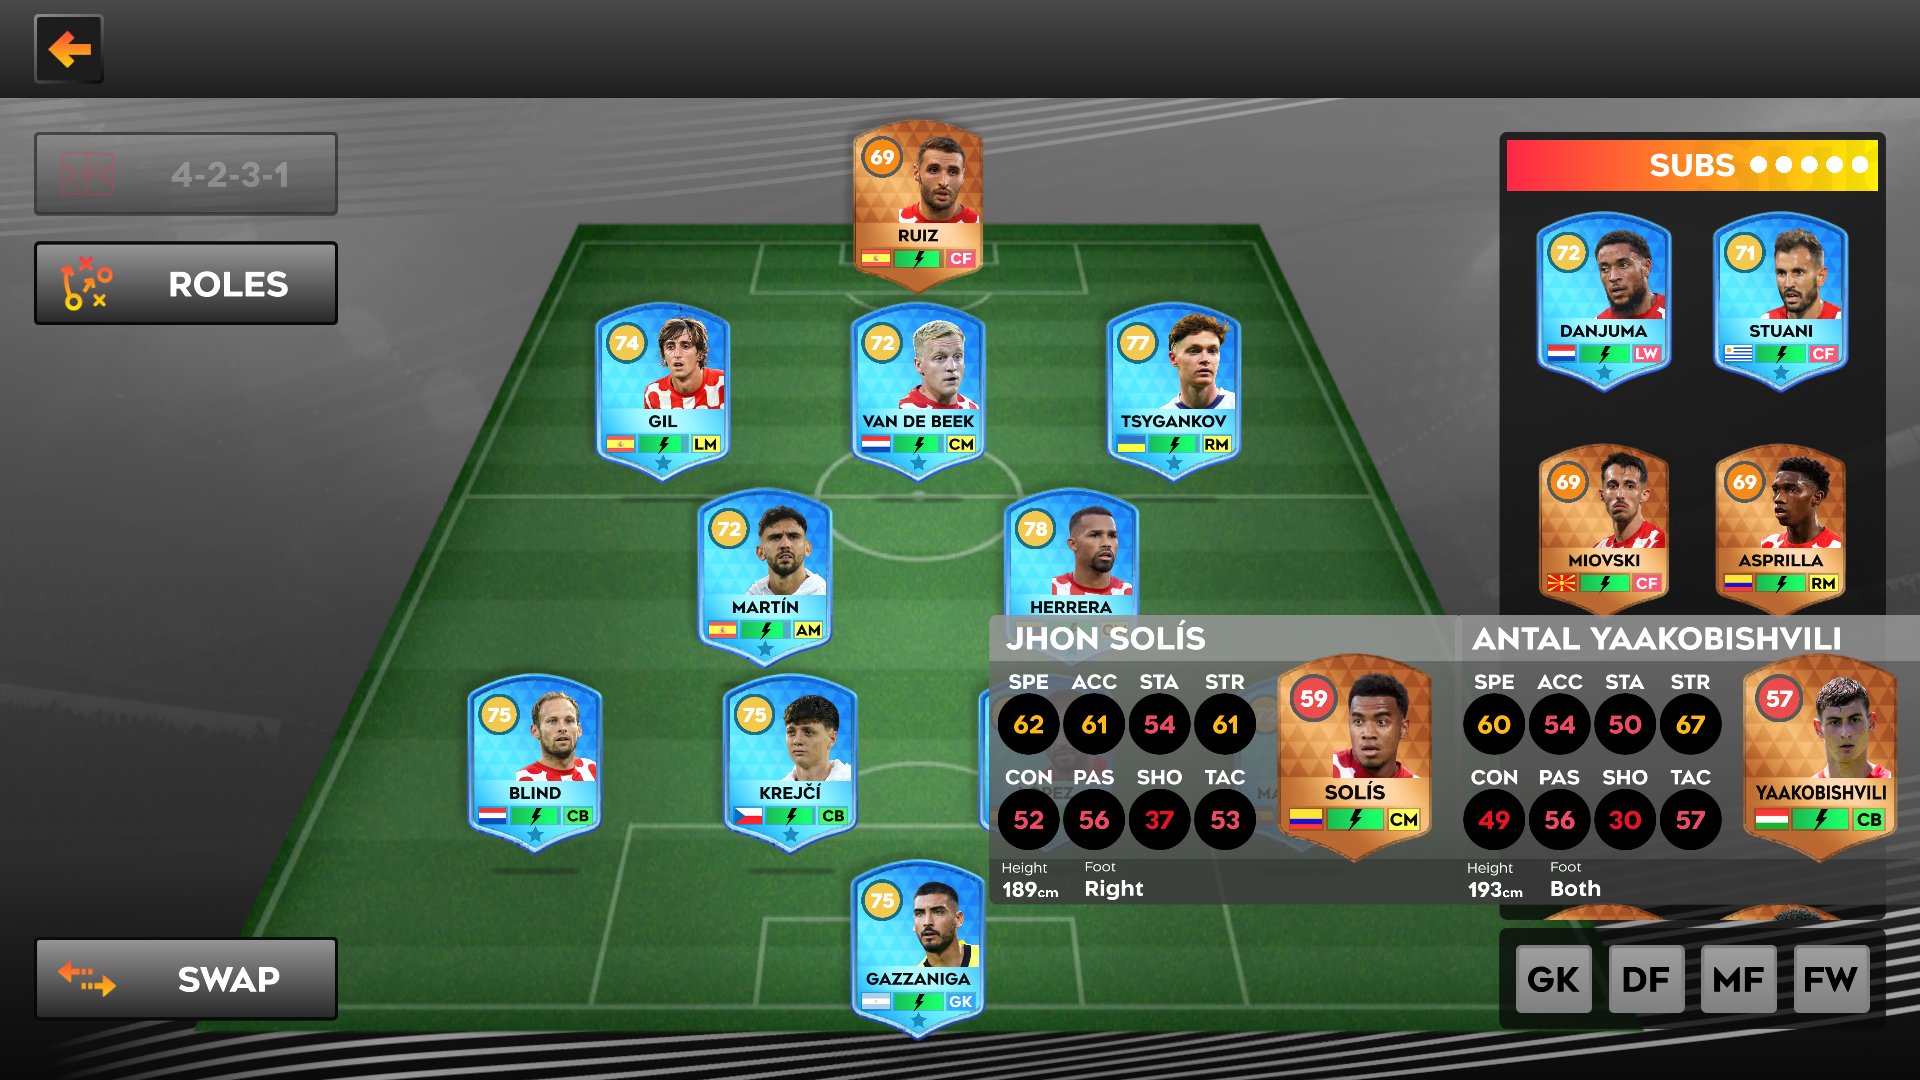 4-2-3-1
ROLES
SWAP
69
RUIZ
CF
74
GIL
LM
72
VAN DE BEEK
CM
77
TSYGANKOV
RM
72
MARTÍN
AM
78
HERRERA
75
BLIND
CB
75
KREJČÍ
CB
75
GAZZANIGA
GK
SUBS
72
DANJUMA
LW
71
STUANI
CF
69
MIOVSKI
CF
69
ASPRILLA
RM
JHON SOLÍS
SPE ACC STA STR
62 61 54 61
CON PAS SHO TAC
52 56 37 53
Height Foot
189cm Right
59
SOLÍS
CM
ANTAL YAAKOBISHVILI
SPE ACC STA STR
60 54 50 67
CON PAS SHO TAC
49 56 30 57
Height Foot
193cm Both
57
YAAKOBISHVILI
CB
GK DF MF FW